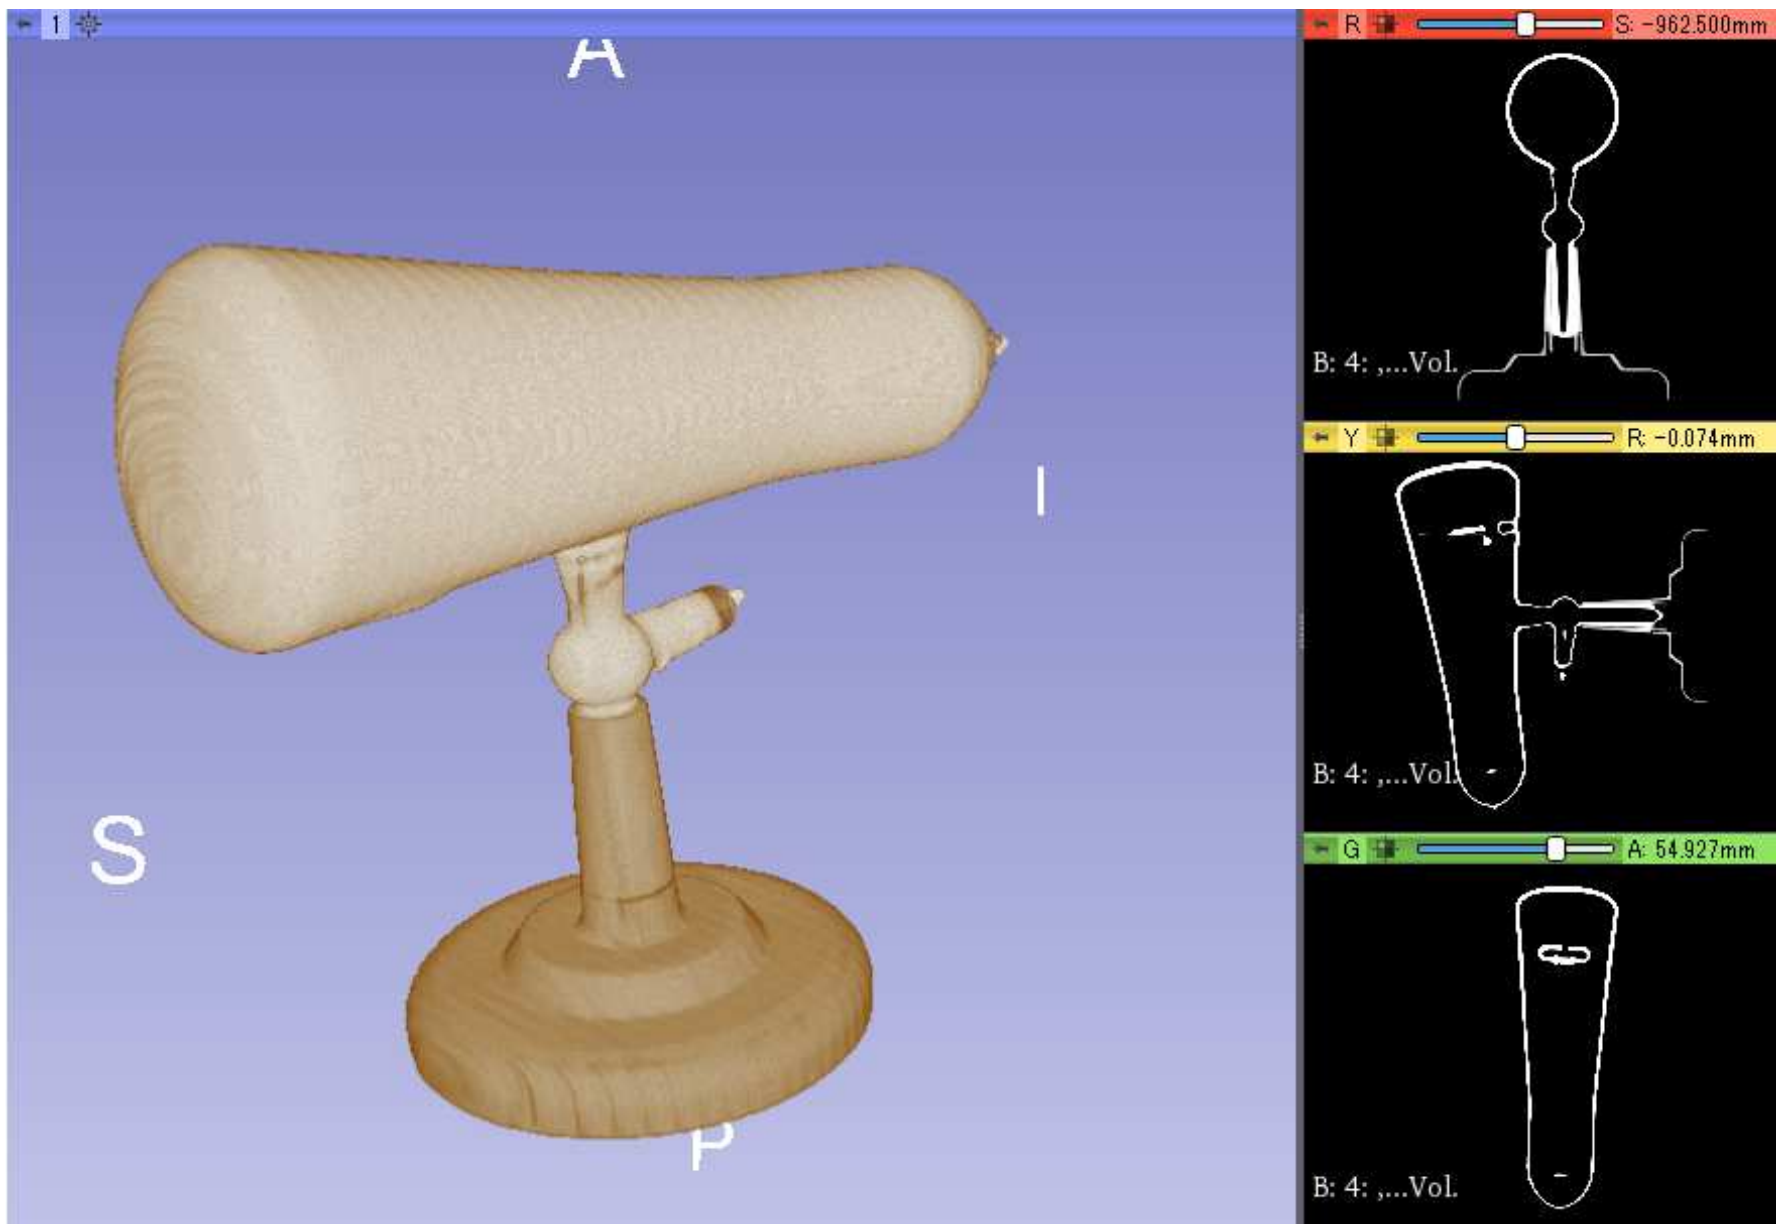 1
A
I
S
P
R
S: -962.500mm
B: 4: ,...Vol.
Y
R: -0.074mm
B: 4: ,...Vol.
G
A: 54.927mm
B: 4: ,...Vol.